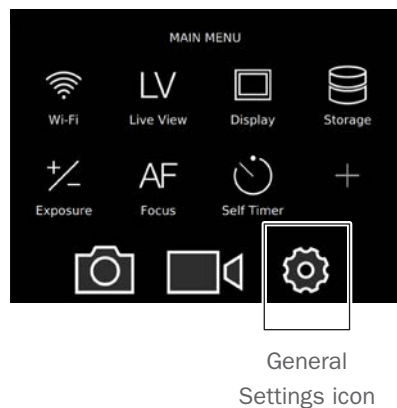 MAIN MENU
LV
Wi-Fi
Live View
Display
Storage
+/-
AF
+
Exposure
Focus
Self Timer
General
Settings icon